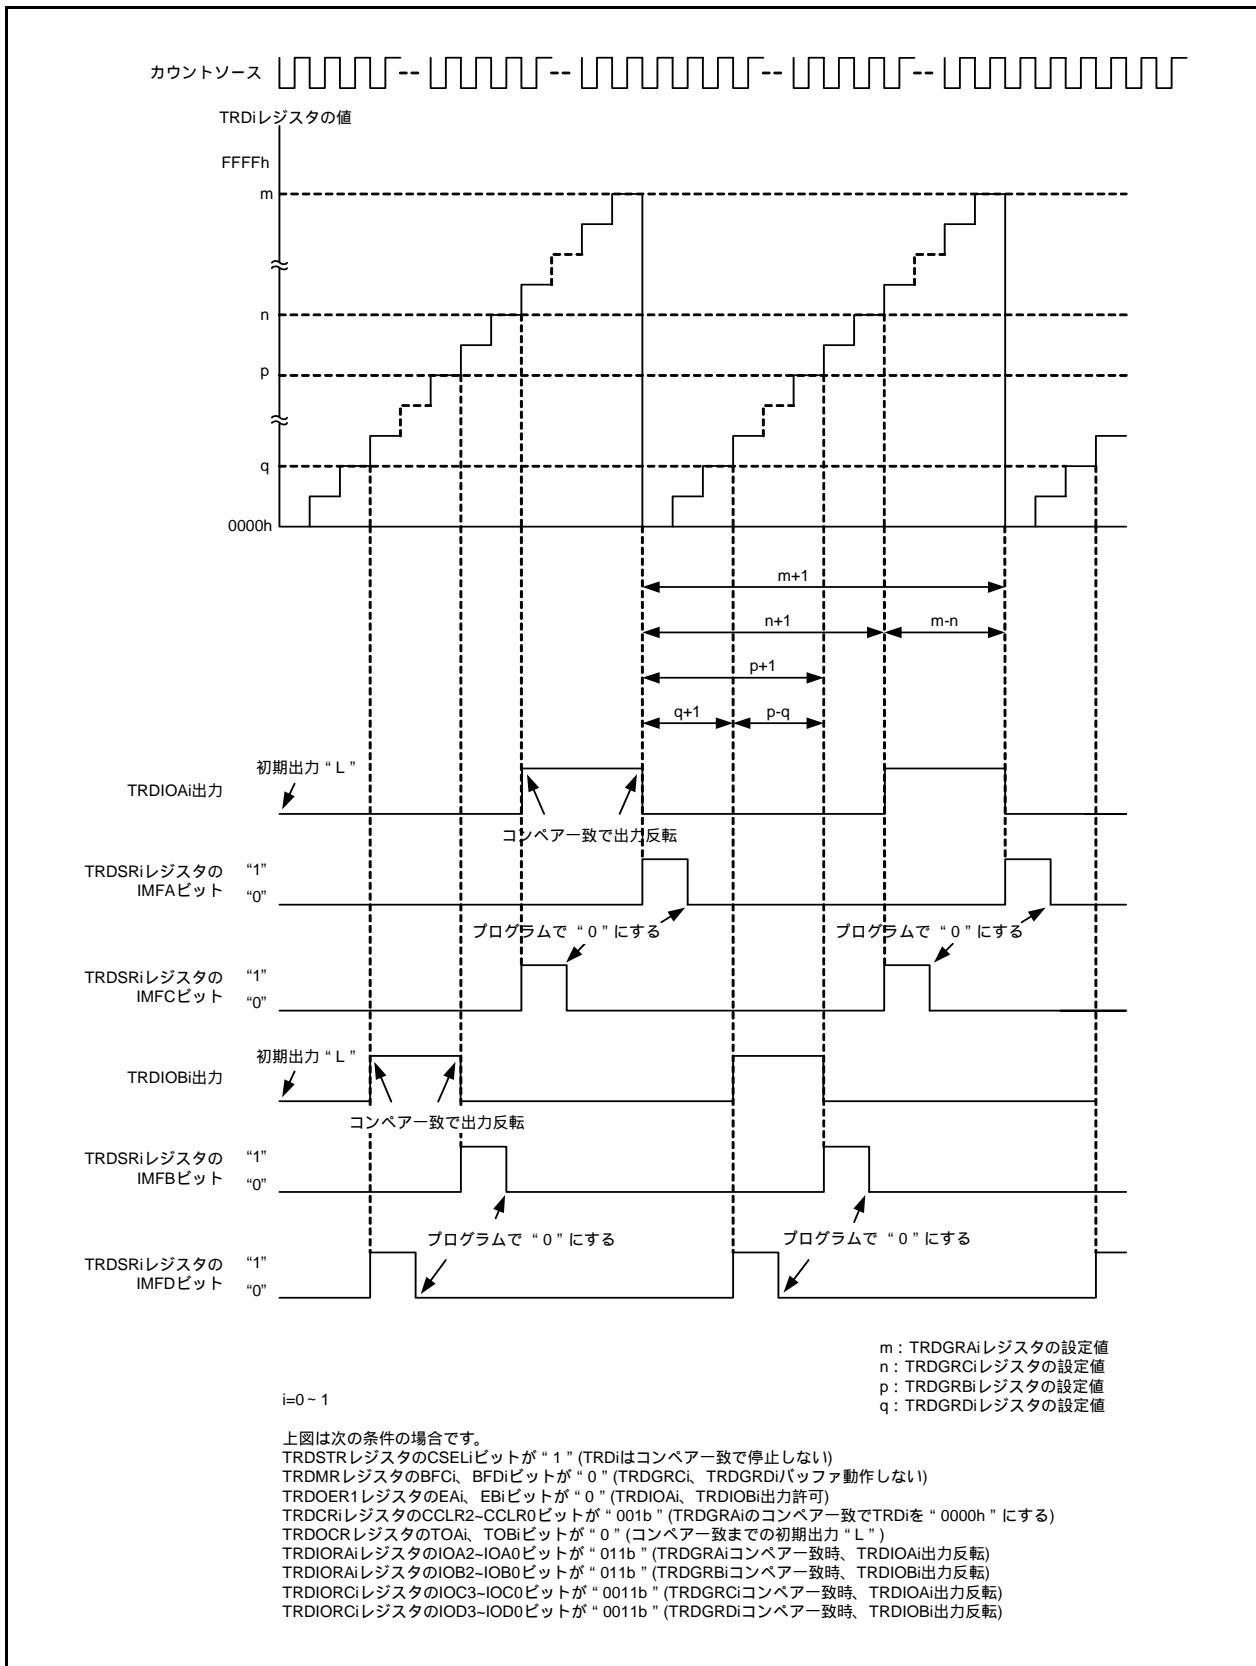 カウントソース
TRDiレジスタの値
FFFFh
m
n
p
q
0000h
m+1
n+1
m-n
p+1
q+1
p-q
初期出力 “ L ”
TRDIOAi出力
コンペア一致で出力反転
TRDSRiレジスタの “1”
IMFAビット “0”
プログラムで “ 0 ” にする
プログラムで “ 0 ” にする
TRDSRiレジスタの “1”
IMFCビット “0”
初期出力 “ L ”
TRDIOBi出力
コンペア一致で出力反転
TRDSRiレジスタの “1”
IMFBビット “0”
プログラムで “ 0 ” にする
プログラムで “ 0 ” にする
TRDSRiレジスタの “1”
IMFDビット “0”
m : TRDGRAiレジスタの設定値
n : TRDGRCiレジスタの設定値
p : TRDGRBiレジスタの設定値
q : TRDGRDiレジスタの設定値
i=0 ~ 1
上図は次の条件の場合です。
TRDSTRレジスタのCSELiビットが “ 1 ” (TRDiはコンペア一致で停止しない)
TRDMRレジスタのBFCi、BFDiビットが “ 0 ” (TRDGRCi、TRDGRDiバッファ動作しない)
TRDOER1レジスタのEAi、EBiビットが “ 0 ” (TRDIOAi、TRDIOBi出力許可)
TRDCRiレジスタのCCLR2~CCLR0ビットが “ 001b ” (TRDGRAiのコンペア一致でTRDiを “ 0000h ” にする)
TRDOCRレジスタのTOAi、TOBiビットが “ 0 ” (コンペア一致までの初期出力 “ L ” )
TRDIORAiレジスタのIOA2~IOA0ビットが “ 011b ” (TRDGRAiコンペア一致時、TRDIOAi出力反転)
TRDIORAiレジスタのIOB2~IOB0ビットが “ 011b ” (TRDGRBiコンペア一致時、TRDIOBi出力反転)
TRDIORCiレジスタのIOC3~IOC0ビットが “ 0011b ” (TRDGRCiコンペア一致時、TRDIOAi出力反転)
TRDIORCiレジスタのIOD3~IOD0ビットが “ 0011b ” (TRDGRDiコンペア一致時、TRDIOBi出力反転)